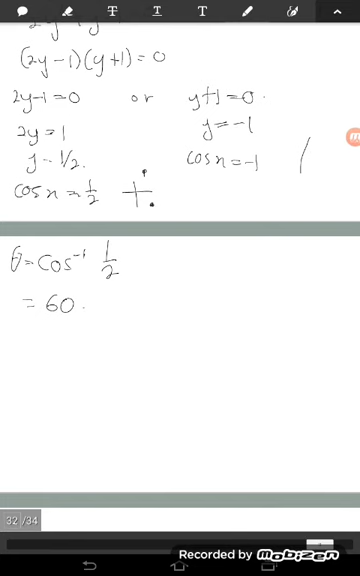 (2y-1)(y+1)=0
2y-1=0 or y+1=0.
2y=1 y=-1
y=1/2. cos x=-1
cos x=1/2
θ=cos⁻¹ 1/2
=60.
32/34
Recorded by Mobizen